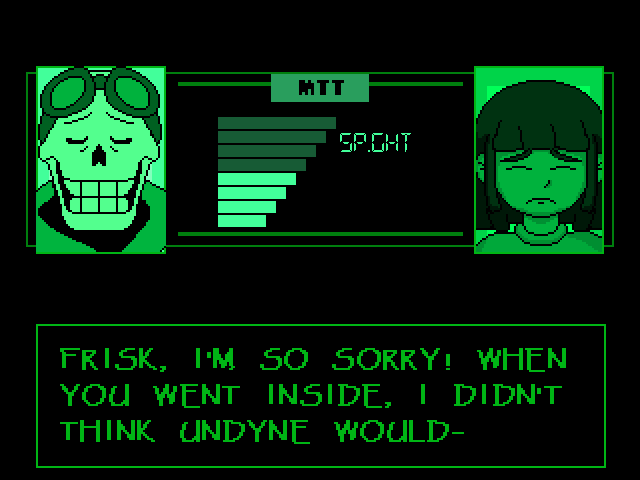 MTT
SP.GHT
FRISK, I'M SO SORRY! WHEN
YOU WENT INSIDE, I DIDN'T
THINK UNDYNE WOULD-